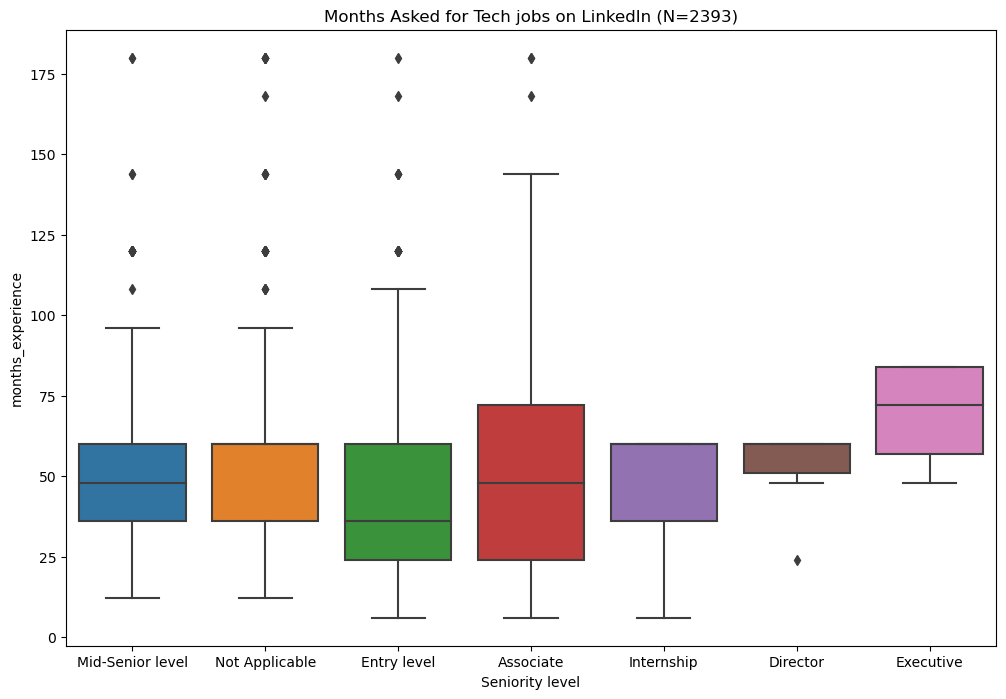 Months Asked for Tech jobs on LinkedIn (N=2393)
months_experience
175
150
125
100
75
50
25
0
Mid-Senior level Not Applicable Entry level Associate Internship Director Executive
Seniority level